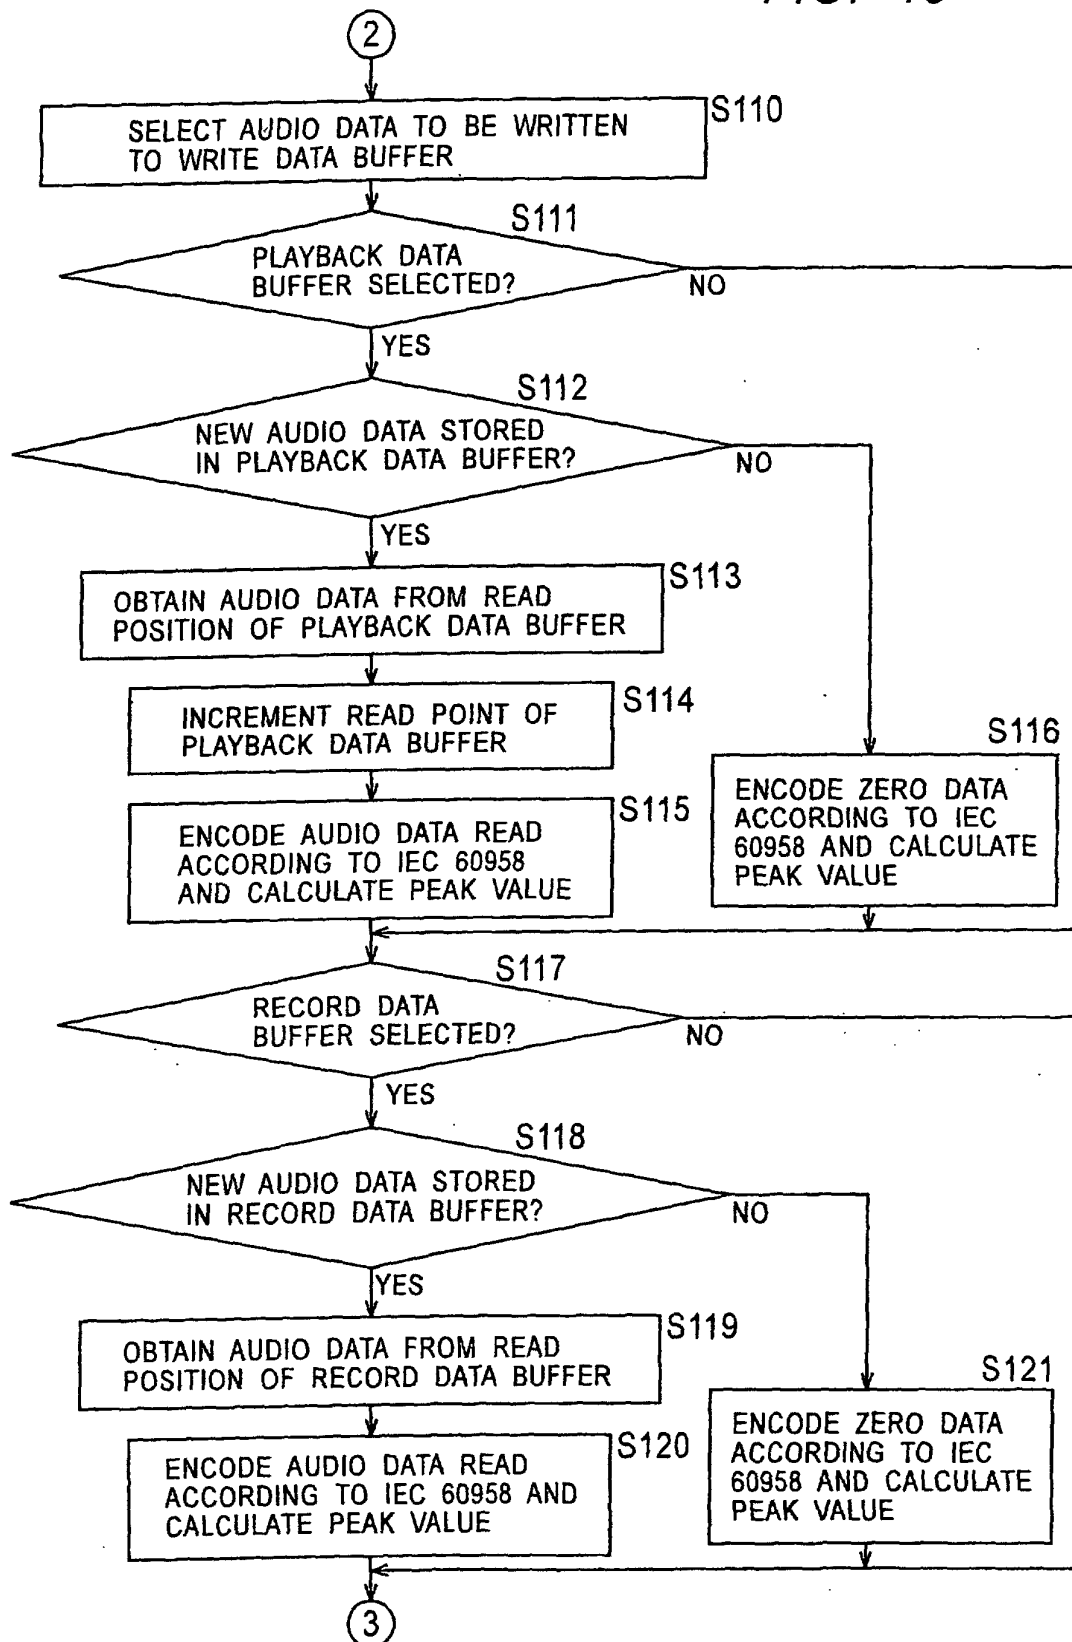 2
S110
SELECT AUDIO DATA TO BE WRITTEN
TO WRITE DATA BUFFER
S111
PLAYBACK DATA
BUFFER SELECTED?
NO
YES
S112
NEW AUDIO DATA STORED
IN PLAYBACK DATA BUFFER?
NO
YES
S113
OBTAIN AUDIO DATA FROM READ
POSITION OF PLAYBACK DATA BUFFER
S114
INCREMENT READ POINT OF
PLAYBACK DATA BUFFER
S115
ENCODE AUDIO DATA READ
ACCORDING TO IEC 60958
AND CALCULATE PEAK VALUE
S116
ENCODE ZERO DATA
ACCORDING TO IEC
60958 AND CALCULATE
PEAK VALUE
S117
RECORD DATA
BUFFER SELECTED?
NO
YES
S118
NEW AUDIO DATA STORED
IN RECORD DATA BUFFER?
NO
YES
S119
OBTAIN AUDIO DATA FROM READ
POSITION OF RECORD DATA BUFFER
S120
ENCODE AUDIO DATA READ
ACCORDING TO IEC 60958 AND
CALCULATE PEAK VALUE
S121
ENCODE ZERO DATA
ACCORDING TO IEC
60958 AND CALCULATE
PEAK VALUE
3